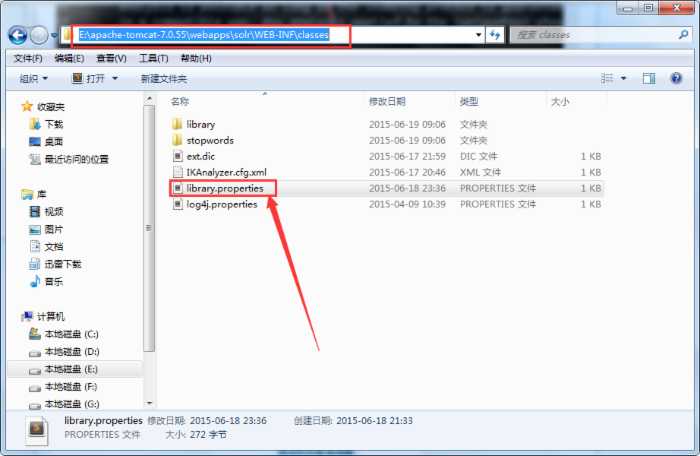 E:\apache-tomcat-7.0.55\webapps\solr\WEB-INF\classes
搜索 classes
文件(F) 编辑(E) 查看(V) 工具(T) 帮助(H)
组织 打开 新建文件夹
名称 修改日期 类型 大小
收藏夹
下载
桌面
最近访问的位置
库
视频
图片
文档
迅雷下载
音乐
计算机
本地磁盘 (C:)
本地磁盘 (D:)
本地磁盘 (E:)
本地磁盘 (F:)
本地磁盘 (G:)
library 2015-06-19 09:06 文件夹
stopwords 2015-06-19 09:06 文件夹
ext.dic 2015-06-17 21:59 DIC 文件 1 KB
IKAnalyzer.cfg.xml 2015-06-17 20:46 XML 文件 1 KB
library.properties 2015-06-18 23:36 PROPERTIES 文件 1 KB
log4j.properties 2015-04-09 10:39 PROPERTIES 文件 1 KB
library.properties 修改日期: 2015-06-18 23:36 创建日期: 2015-06-18 21:33
PROPERTIES 文件 大小: 272 字节